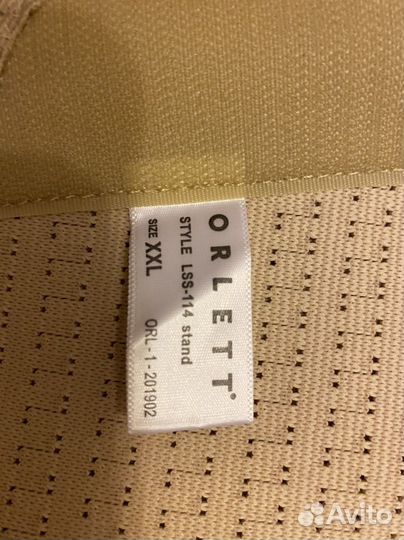 ORLETT®
STYLE LSS-114 stand
SIZE XXL ORL-1-201902
Avito